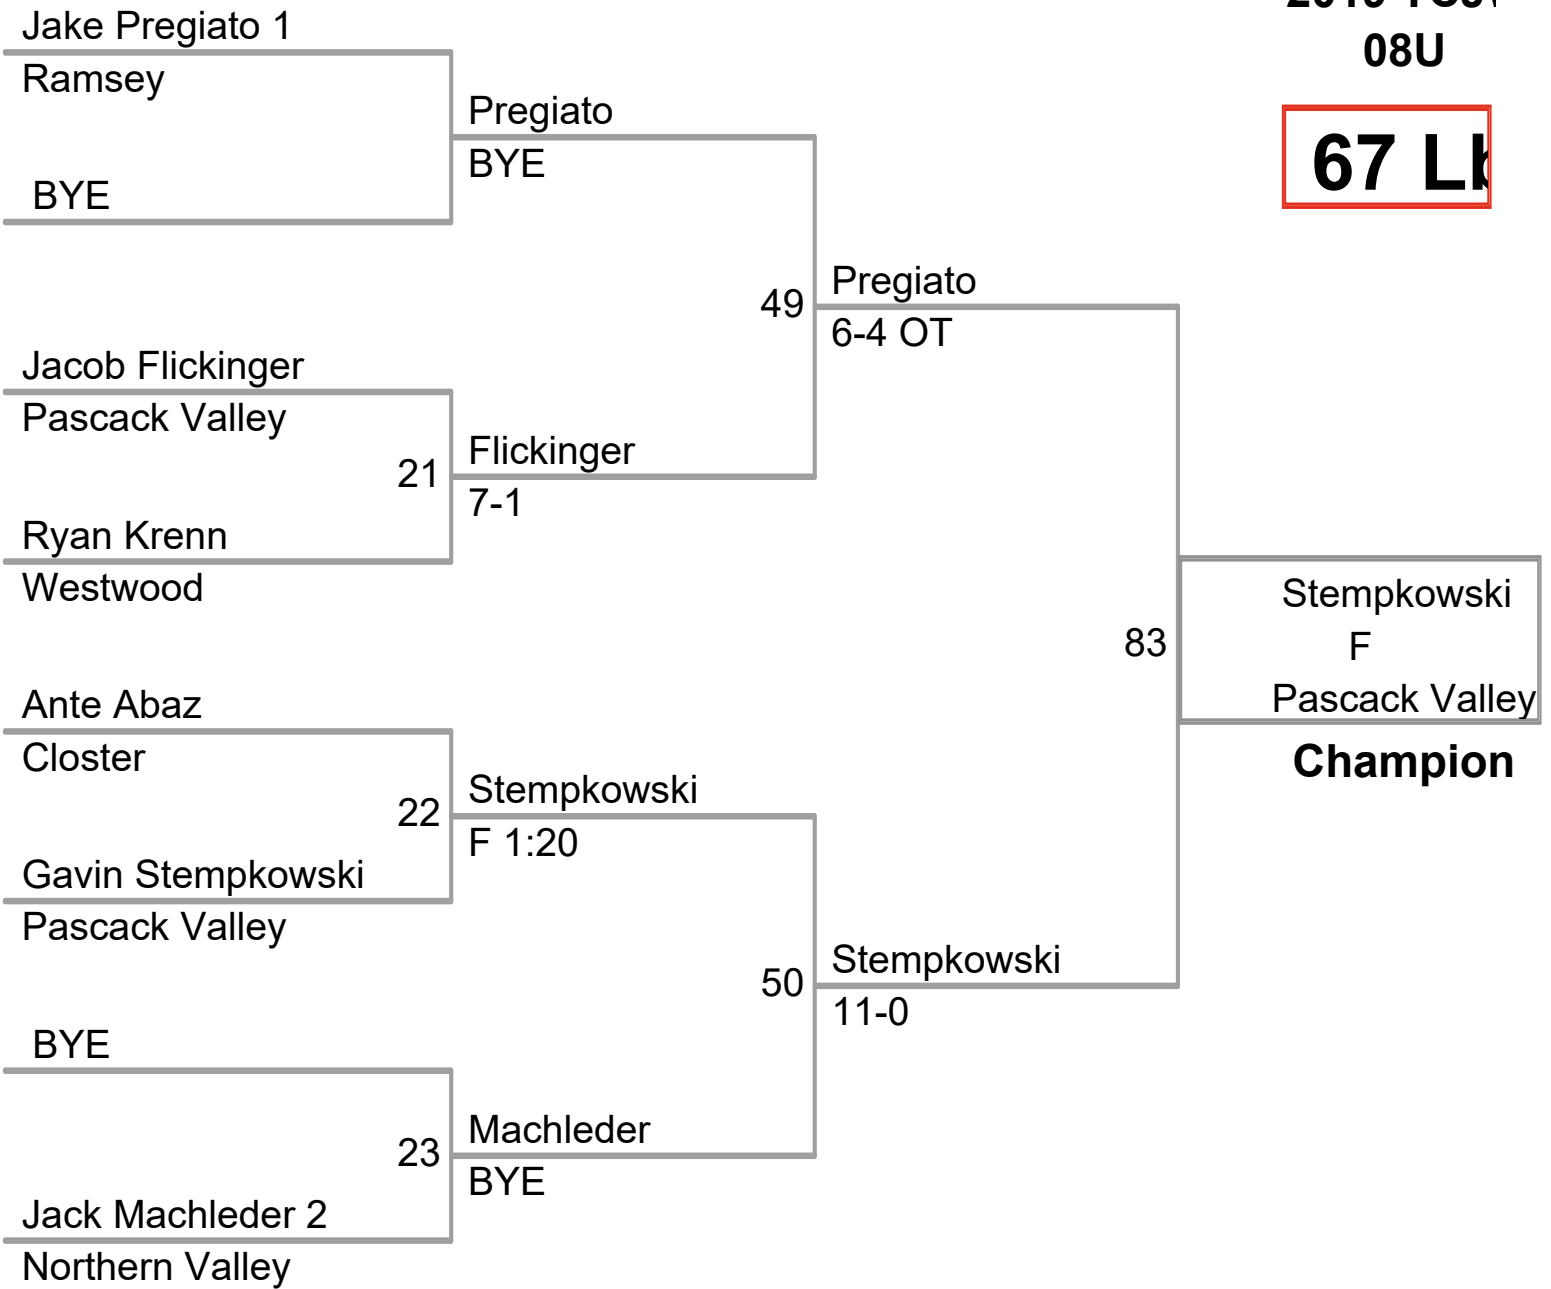 08U
67
Jake Pregiato 1
Ramsey
Pregiato
BYE
BYE
49
Pregiato
6-4 OT
Jacob Flickinger
Pascack Valley
21
Flickinger
7-1
Ryan Krenn
Westwood
83
Stempkowski
F
Pascack Valley
Champion
Ante Abaz
Closter
22
Stempkowski
F 1:20
Gavin Stempkowski
Pascack Valley
50
Stempkowski
11-0
BYE
23
Machleder
BYE
Jack Machleder 2
Northern Valley